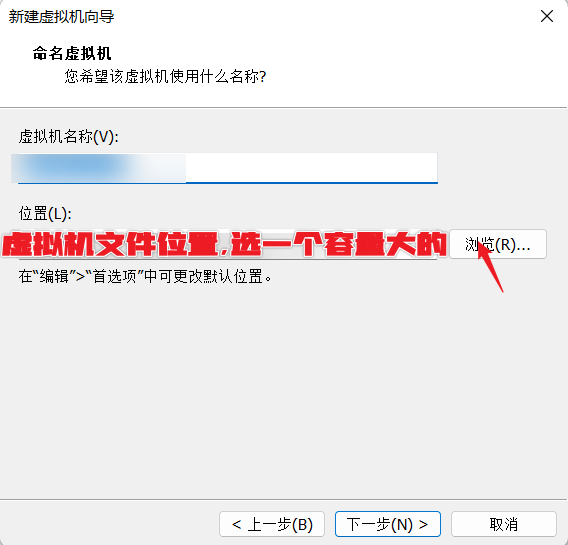 新建虚拟机向导
命名虚拟机
您希望该虚拟机使用什么名称?
虚拟机名称(V):
位置(L):
虚拟机文件位置,选一个容量大的
浏览(R)...
在“编辑”>“首选项”中可更改默认位置。
< 上一步(B)
下一步(N) >
取消